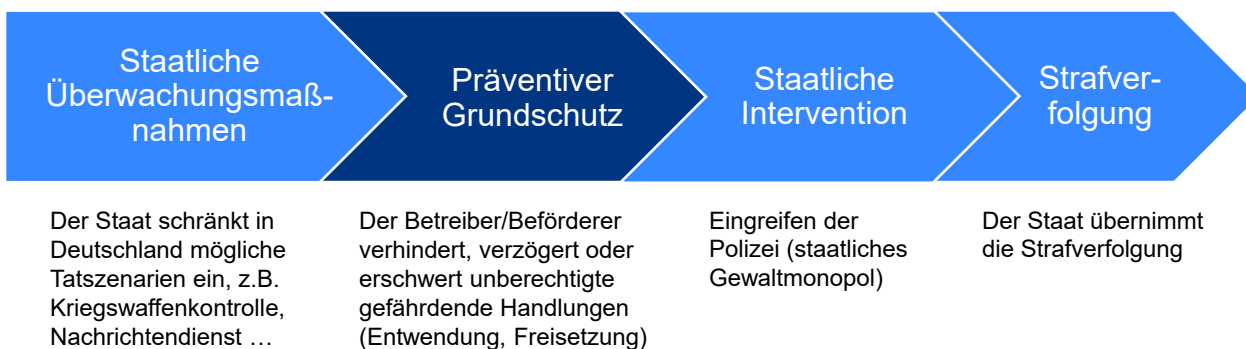 Staatliche
Überwachungsmaß-
nahmen
Präventiver
Grundschutz
Staatliche
Intervention
Strafver-
folgung
Der Staat schränkt in
Deutschland mögliche
Tatszenarien ein, z.B.
Kriegswaffenkontrolle,
Nachrichtendienst …
Der Betreiber/Beförderer
verhindert, verzögert oder
erschwert unberechtigte
gefährdende Handlungen
(Entwendung, Freisetzung)
Eingreifen der
Polizei (staatliches
Gewaltmonopol)
Der Staat übernimmt
die Strafverfolgung